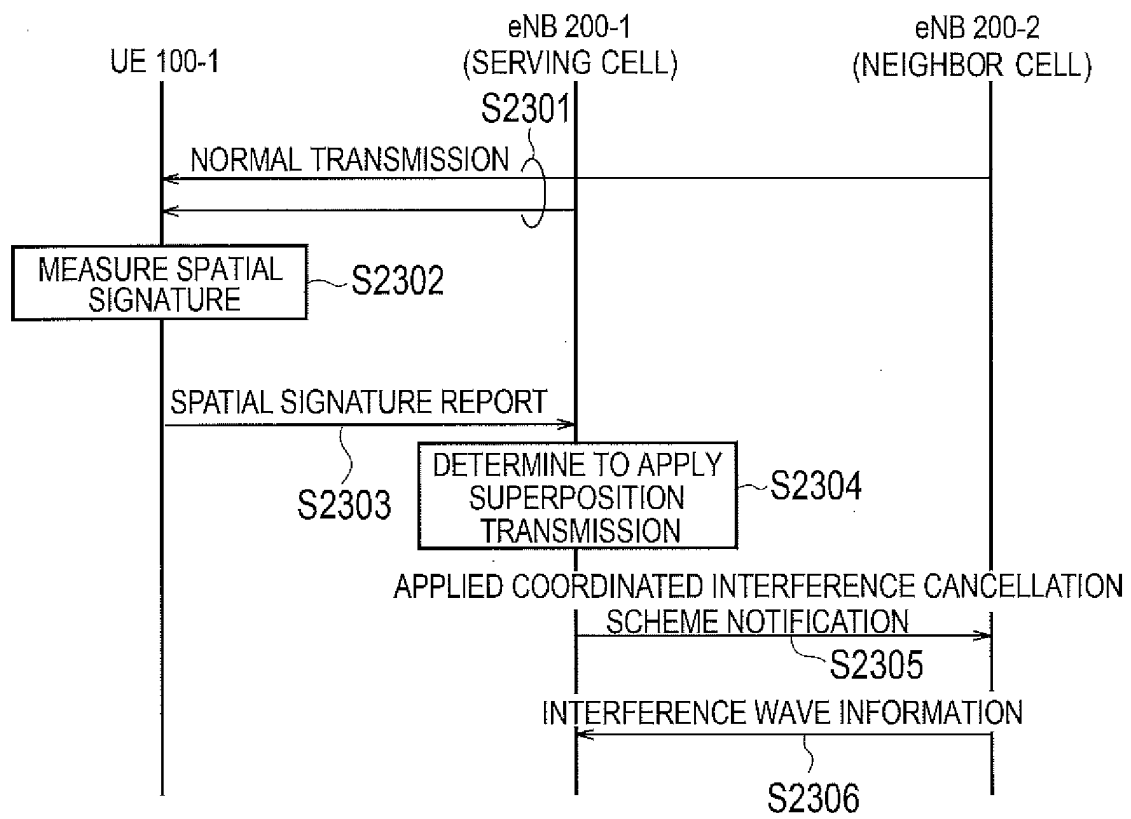 UE 100-1
eNB 200-1
(SERVING CELL)
eNB 200-2
(NEIGHBOR CELL)
S2301
NORMAL TRANSMISSION
MEASURE SPATIAL
SIGNATURE
S2302
SPATIAL SIGNATURE REPORT
S2303
DETERMINE TO APPLY
SUPERPOSITION
TRANSMISSION
S2304
APPLIED COORDINATED INTERFERENCE CANCELLATION
SCHEME NOTIFICATION
S2305
INTERFERENCE WAVE INFORMATION
S2306